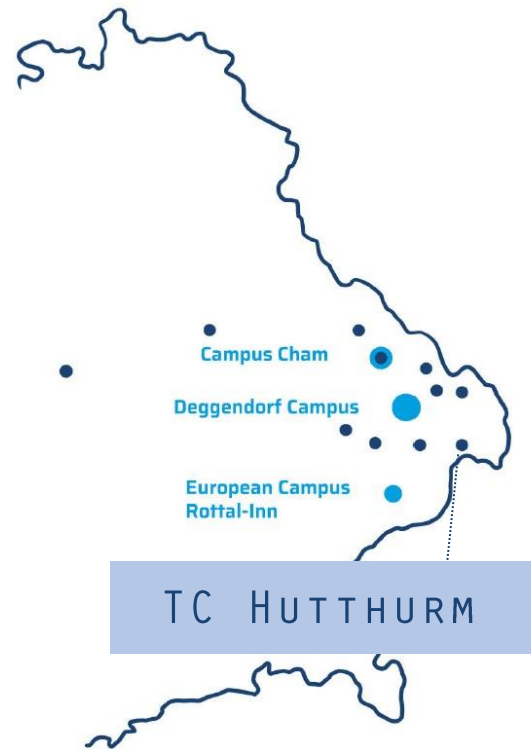 Campus Cham
Deggendorf Campus
European Campus
Rottal-Inn
TC HUTTHURM